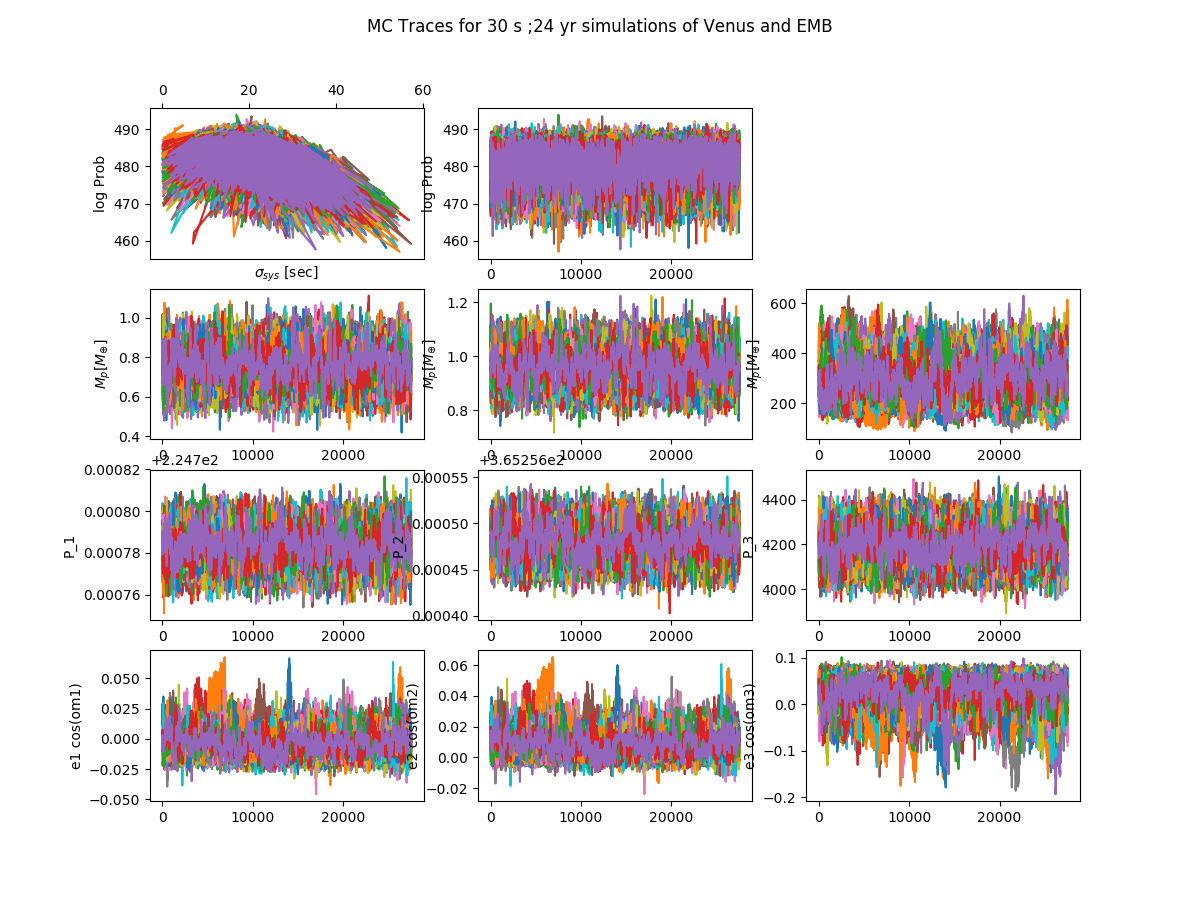 MC Traces for 30 s ;24 yr simulations of Venus and EMB
0 20 40 60
490 480 470 460
log Prob
σ_sys [sec]
490 480 470 460
log Prob
0 10000 20000
1.0 0.8 0.6 0.4
M_p[M_⊕]
0 10000 20000
1.2 1.0 0.8
M_p[M_⊕]
0 10000 20000
600 400 200
M_p[M_⊕]
0 10000 20000
+2.247e2
0.00082 0.00080 0.00078 0.00076
P_1
0 10000 20000
+3.65256e2
0.00055 0.00050 0.00045 0.00040
P_2
0 10000 20000
4400 4200 4000
P_3
0 10000 20000
0.050 0.025 0.000 −0.025 −0.050
e1 cos(om1)
0 10000 20000
0.06 0.04 0.02 0.00 −0.02
e2 cos(om2)
0 10000 20000
0.1 0.0 −0.1 −0.2
e3 cos(om3)
0 10000 20000